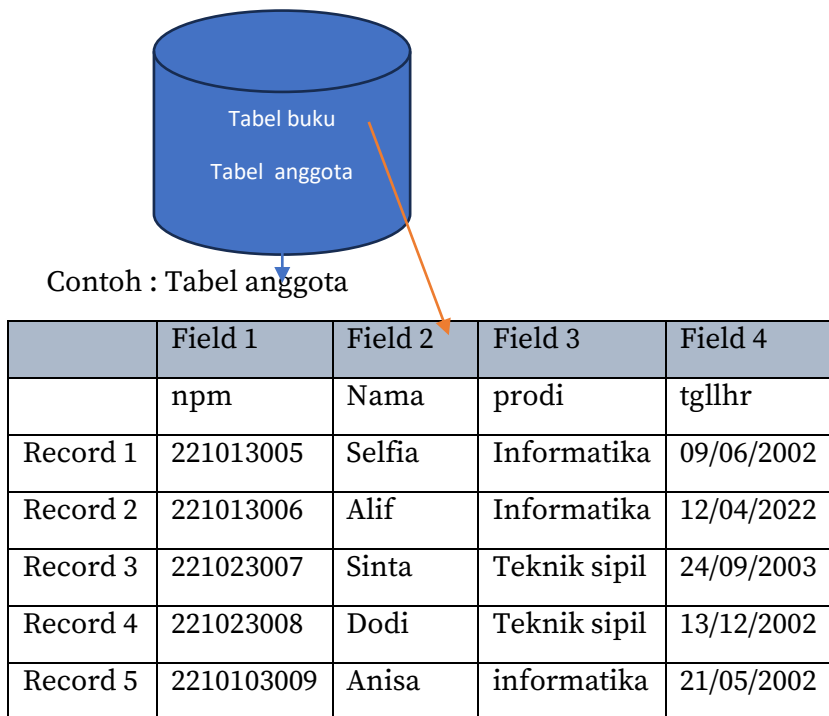 Tabel buku
Tabel anggota
Contoh : Tabel anggota
Field 1 Field 2 Field 3 Field 4
npm Nama prodi tgllhr
Record 1 221013005 Selfia Informatika 09/06/2002
Record 2 221013006 Alif Informatika 12/04/2022
Record 3 221023007 Sinta Teknik sipil 24/09/2003
Record 4 221023008 Dodi Teknik sipil 13/12/2002
Record 5 2210103009 Anisa informatika 21/05/2002